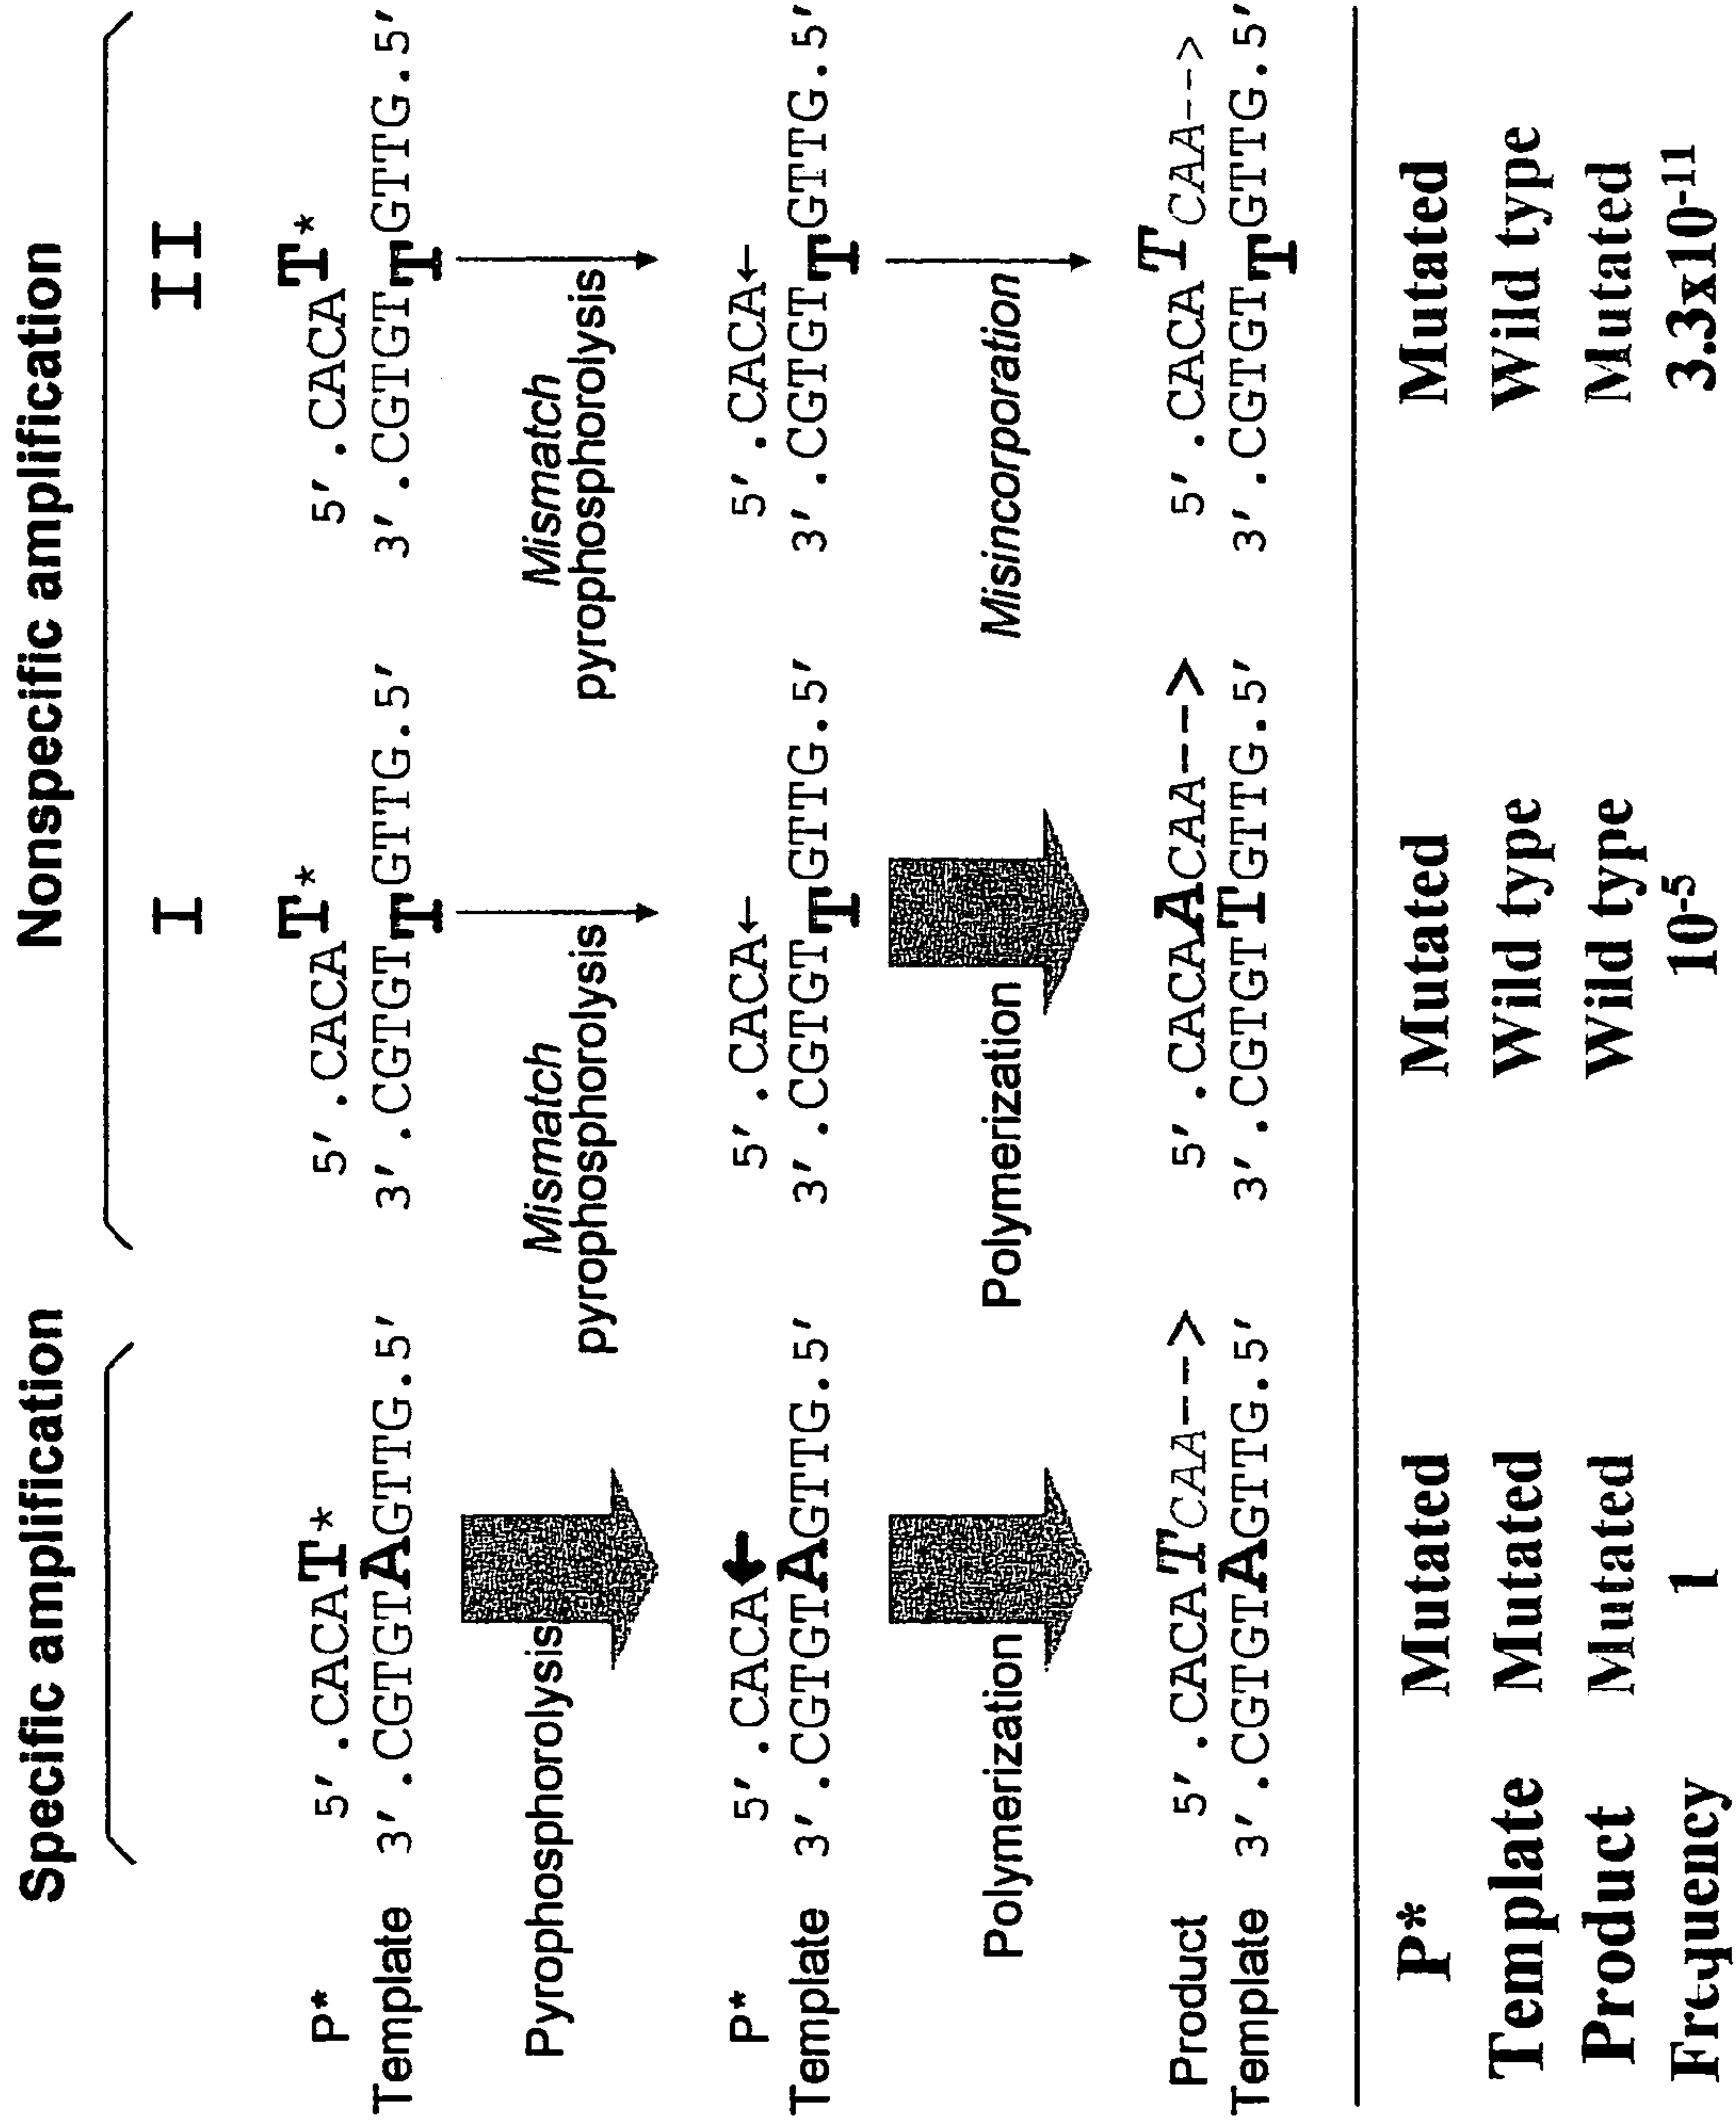 Specific amplification
Nonspecific amplification
I
II
P* 5'.CACAT*
Template 3'.CGTGTAGTTG.5'
5'.CACAT*
3'.CGTGTTGTTG.5'
5'.CACAT*
3'.CGTGTTGTTG.5'
Pyrophosphorolysis
Mismatch
pyrophosphorolysis
Mismatch
pyrophosphorolysis
P* 5'.CACA←
Template 3'.CGTGTAGTTG.5'
5'.CACA←
3'.CGTGTTGTTG.5'
5'.CACA←
3'.CGTGTTGTTG.5'
Polymerization
Polymerization
Misincorporation
Product 5'.CACATCAA-->
Template 3'.CGTGTAGTTG.5'
5'.CACAACAA-->
3'.CGTGTTGTTG.5'
5'.CACATCAA-->
3'.CGTGTTGTTG.5'
P* Mutated Mutated Mutated
Template Mutated Wild type Wild type
Product Mutated Wild type Mutated
Frequency 1 10⁻⁵ 3.3x10⁻¹¹